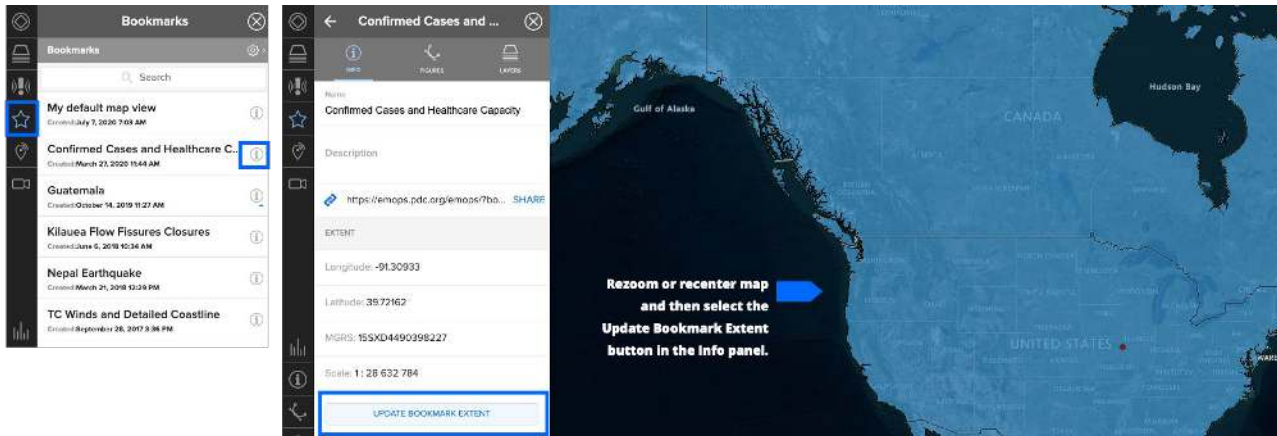 Bookmarks
Bookmarks
Search
My default map view
Created:July 7, 2020 7:03 AM
Confirmed Cases and Healthcare C..
Created:March 27, 2020 11:44 AM
Guatemala
Created:October 14, 2019 11:27 AM
Kilauea Flow Fissures Closures
Created:June 6, 2018 10:34 AM
Nepal Earthquake
Created:March 21, 2018 12:29 PM
TC Winds and Detailed Coastline
Created:September 28, 2017 3:36 PM
Confirmed Cases and ...
INFO FIGURES LAYERS
Name
Confirmed Cases and Healthcare Capacity
Description
https://emops.pdc.org/emops/?bo... SHARE
EXTENT
Longitude: -91.30933
Latitude: 39.72162
MGRS: 15SXD4490398227
Scale: 1 : 28 632 784
UPDATE BOOKMARK EXTENT
Gulf of Alaska
Hudson Bay
CANADA
Rezoom or recenter map
and then select the
Update Bookmark Extent
button in the Info panel.
UNITED STATES